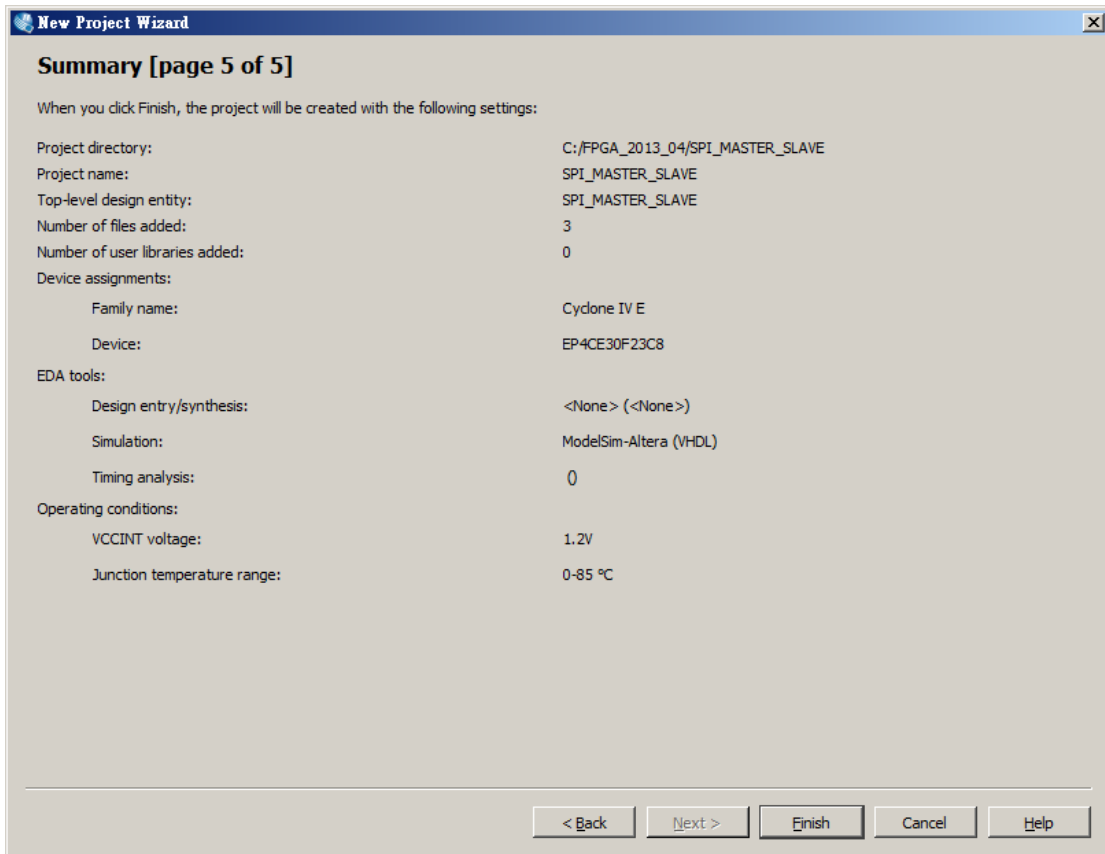 New Project Wizard
Summary [page 5 of 5]
When you click Finish, the project will be created with the following settings:
Project directory: C:/FPGA_2013_04/SPI_MASTER_SLAVE
Project name: SPI_MASTER_SLAVE
Top-level design entity: SPI_MASTER_SLAVE
Number of files added: 3
Number of user libraries added: 0
Device assignments:
Family name: Cyclone IV E
Device: EP4CE30F23C8
EDA tools:
Design entry/synthesis: <None> (<None>)
Simulation: ModelSim-Altera (VHDL)
Timing analysis: ()
Operating conditions:
VCCINT voltage: 1.2V
Junction temperature range: 0-85 ºC
< Back Next > Finish Cancel Help